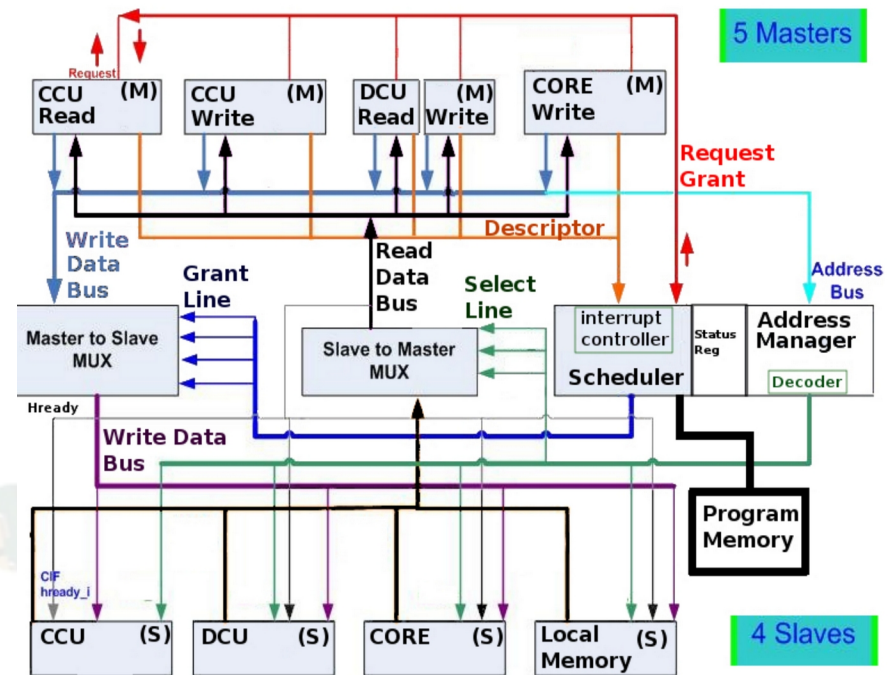 5 Masters
Request
CCU (M)
Read
CCU (M)
Write
DCU
Read
(M)
Write
CORE (M)
Write
Request
Grant
Descriptor
Write
Data
Bus
Read
Data
Bus
Grant
Line
Select
Line
Address
Bus
Master to Slave
MUX
Slave to Master
MUX
interrupt
controller
Scheduler
Status
Reg
Address
Manager
Decoder
Hready
Write Data
Bus
Program
Memory
CIF
hready_i
CCU (S)
DCU (S)
CORE (S)
Local
Memory (S)
4 Slaves